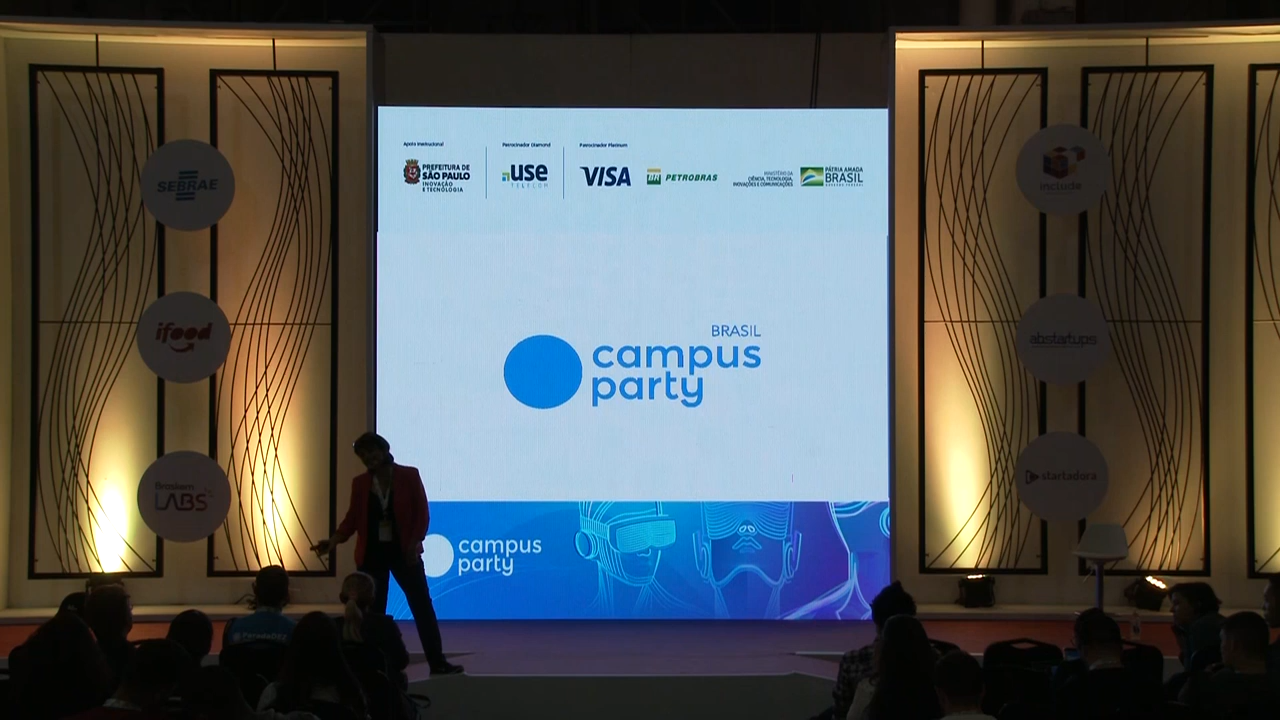 Apoio Institucional
PREFEITURA DE
SÃO PAULO
INOVAÇÃO
E TECNOLOGIA
Patrocinador Diamond
USE
TELECOM
Patrocinador Platinum
VISA
BR PETROBRAS
MINISTÉRIO DA
CIÊNCIA, TECNOLOGIA,
INOVAÇÕES E COMUNICAÇÕES
PÁTRIA AMADA
BRASIL
GOVERNO FEDERAL
SEBRAE
ifood
Braskem
LABS
include
abstartups
startadora
BRASIL
campus
party
campus
party